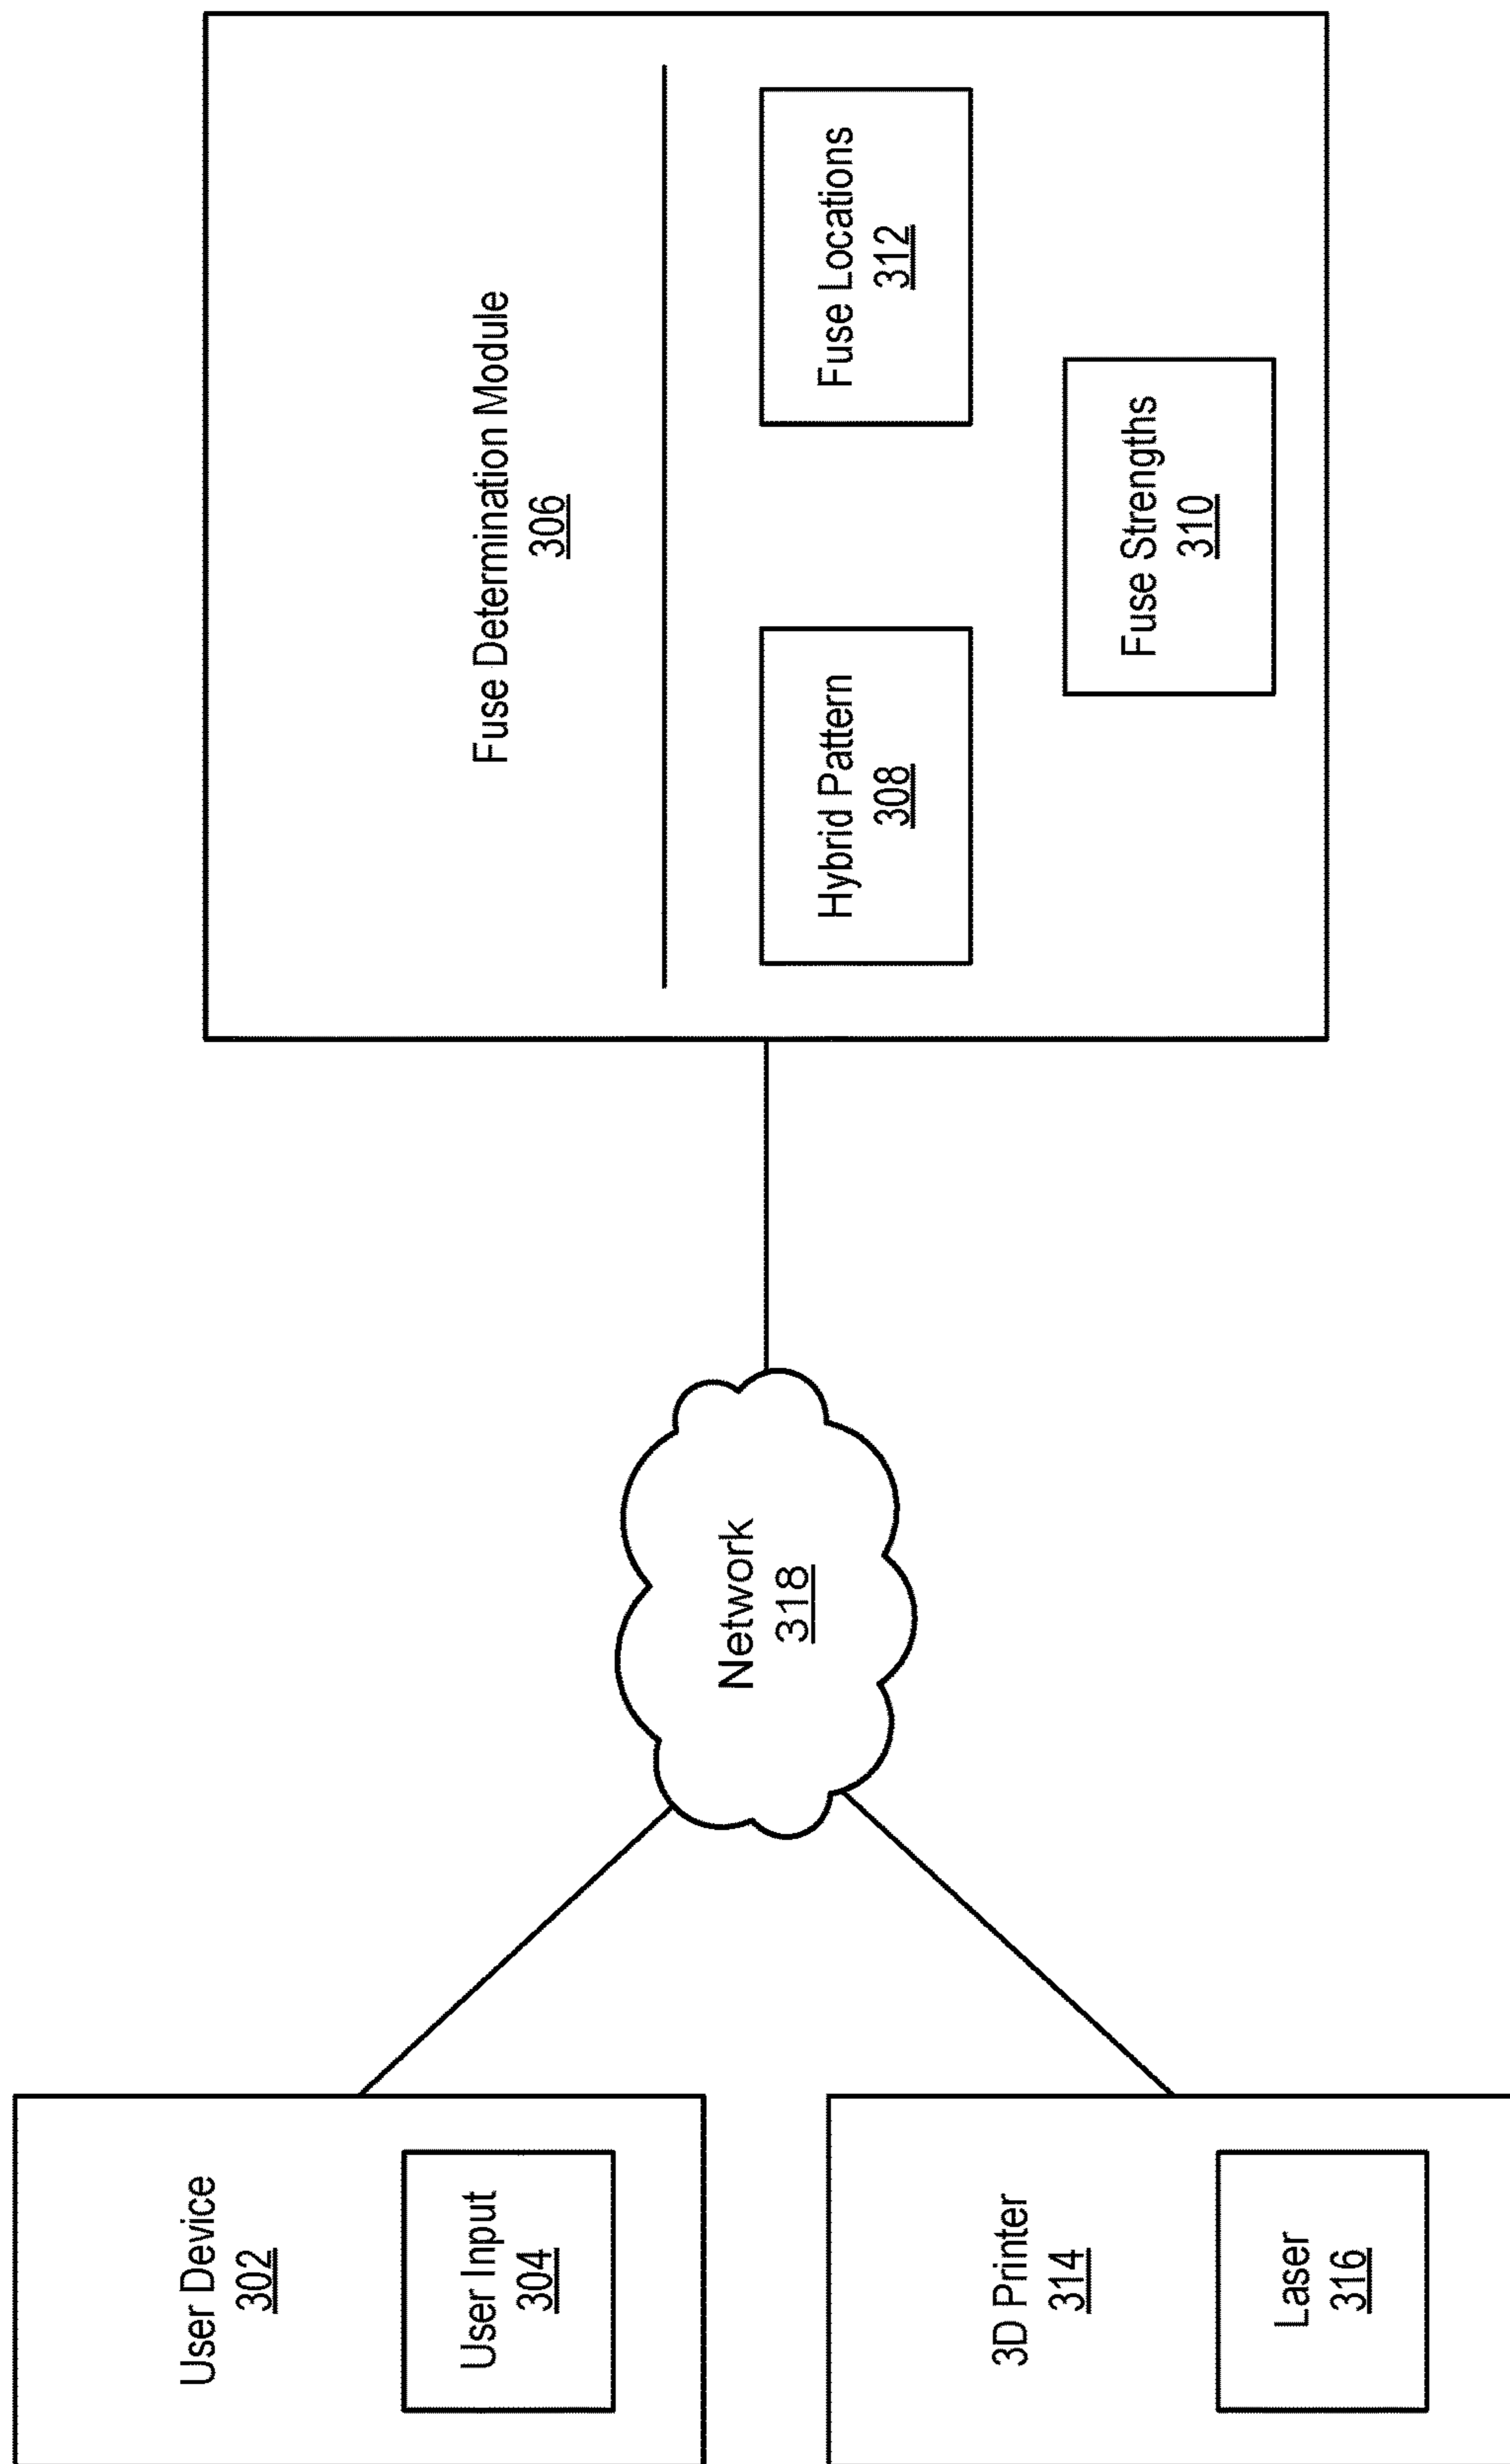 User Device
302
User Input
304
3D Printer
314
Laser
316
Network
318
Fuse Determination Module
306
Hybrid Pattern
308
Fuse Locations
312
Fuse Strengths
310